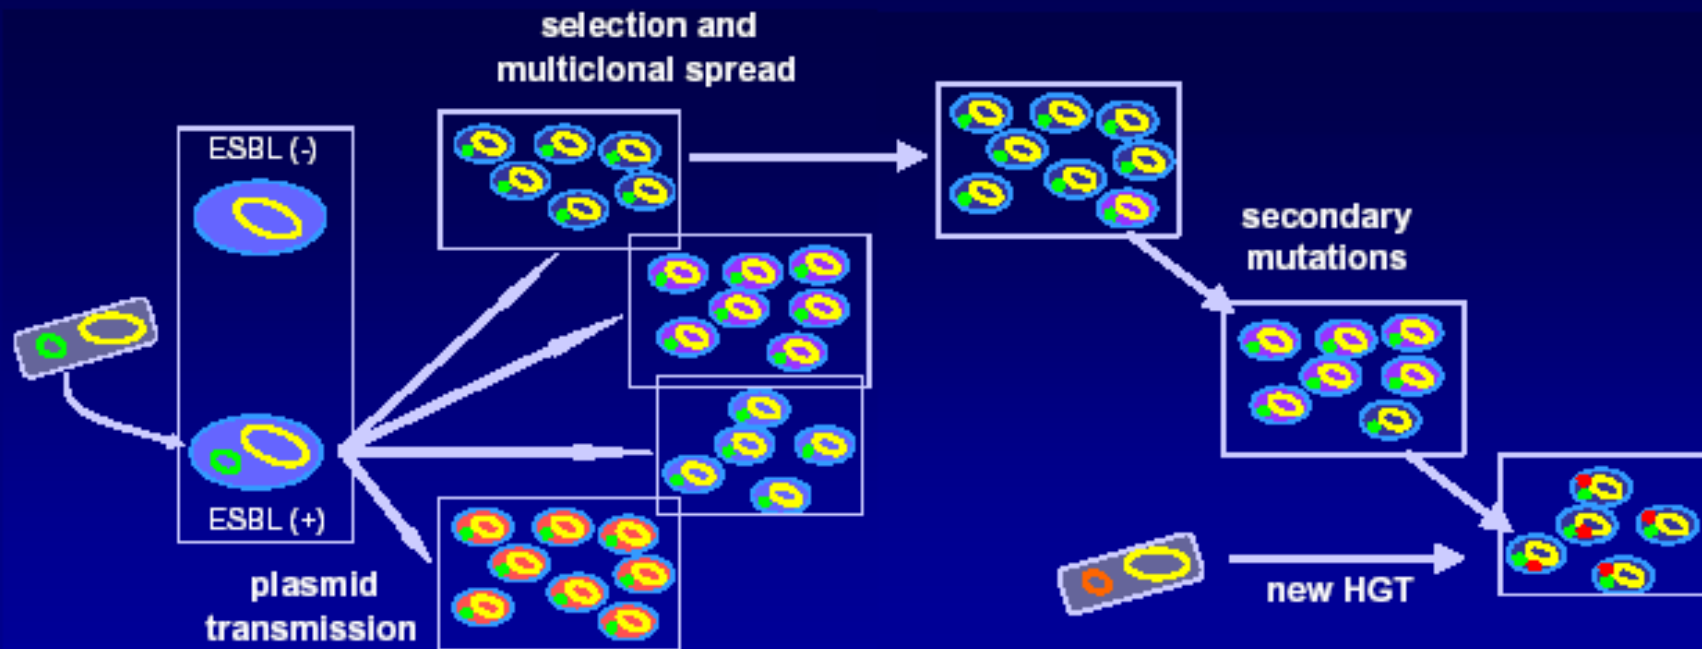 selection and
multiclonal spread
ESBL (-)
secondary
mutations
ESBL (+)
plasmid
transmission
new HGT